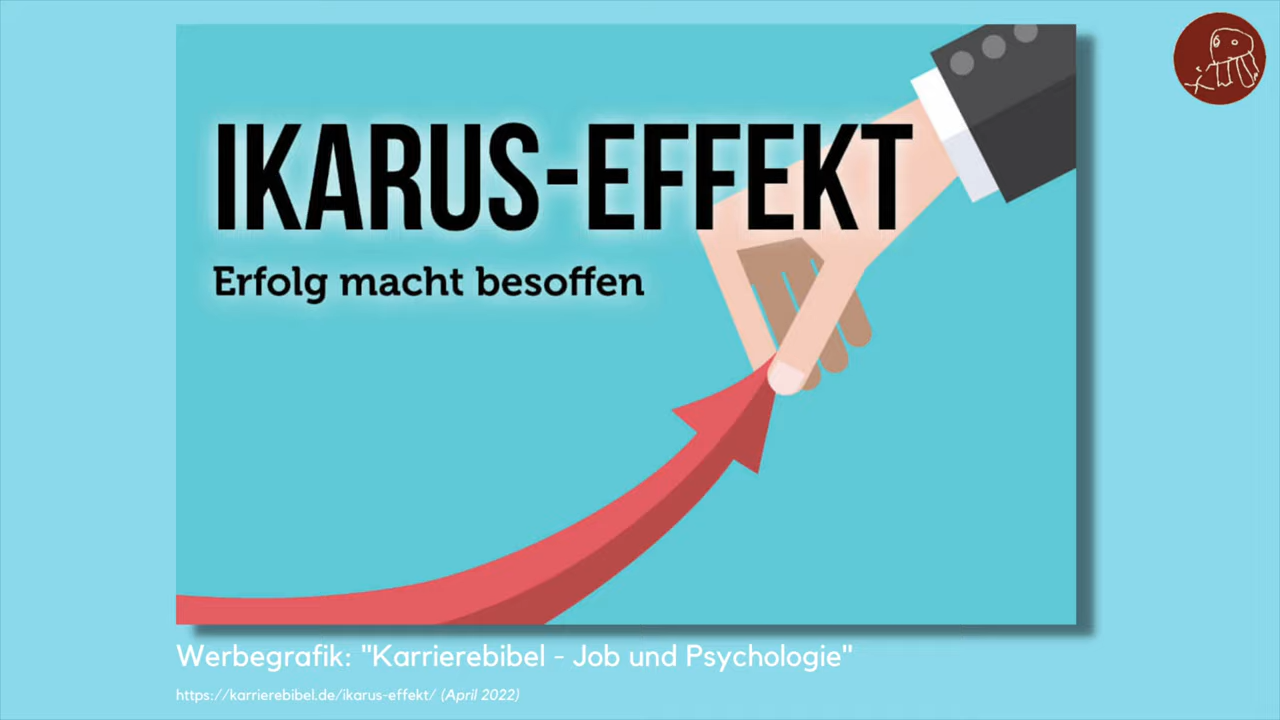 IKARUS-EFFEKT
Erfolg macht besoffen
Werbegrafik: "Karrierebibel - Job und Psychologie"
https://karrierebibel.de/ikarus-effekt/ (April 2022)